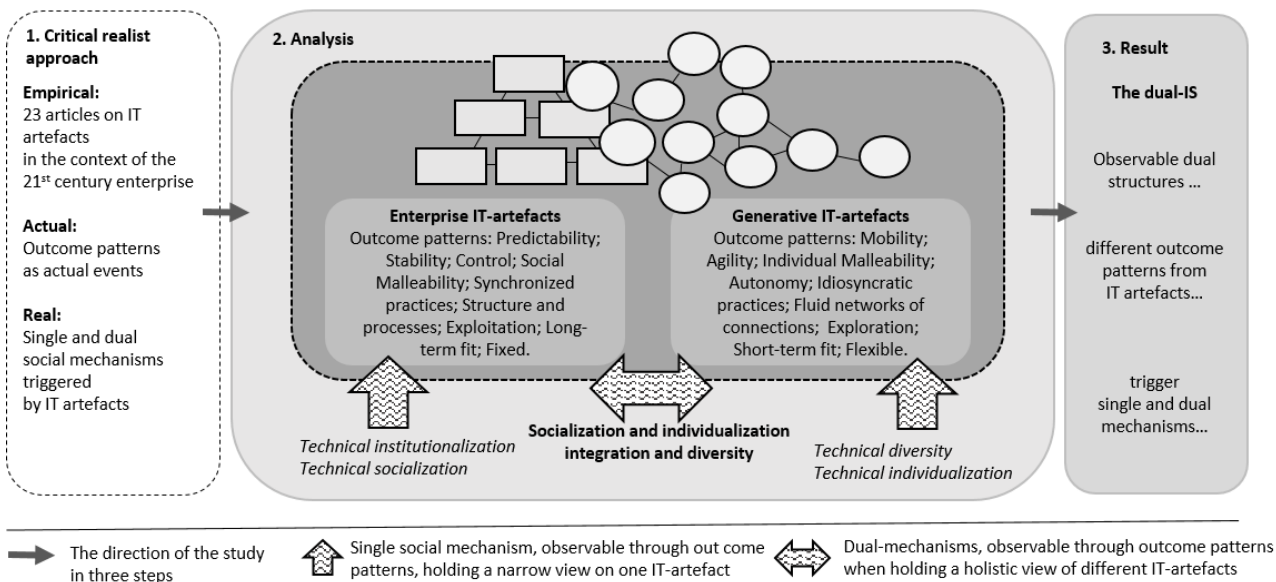 1. Critical realist
approach
Empirical:
23 articles on IT
artefacts
in the context of the
21st century enterprise
Actual:
Outcome patterns
as actual events
Real:
Single and dual
social mechanisms
triggered
by IT artefacts
2. Analysis
Enterprise IT-artefacts
Outcome patterns: Predictability;
Stability; Control; Social
Malleability; Synchronized
practices; Structure and
processes; Exploitation; Long-
term fit; Fixed.
Generative IT-artefacts
Outcome patterns: Mobility;
Agility; Individual Malleability;
Autonomy; Idiosyncratic
practices; Fluid networks of
connections; Exploration;
Short-term fit; Flexible.
Technical institutionalization
Technical socialization
Socialization and individualization
integration and diversity
Technical diversity
Technical individualization
3. Result
The dual-IS
Observable dual
structures ...
different outcome
patterns from
IT artefacts...
trigger
single and dual
mechanisms...
The direction of the study
in three steps
Single social mechanism, observable through out come
patterns, holding a narrow view on one IT-artefact
Dual-mechanisms, observable through outcome patterns
when holding a holistic view of different IT-artefacts